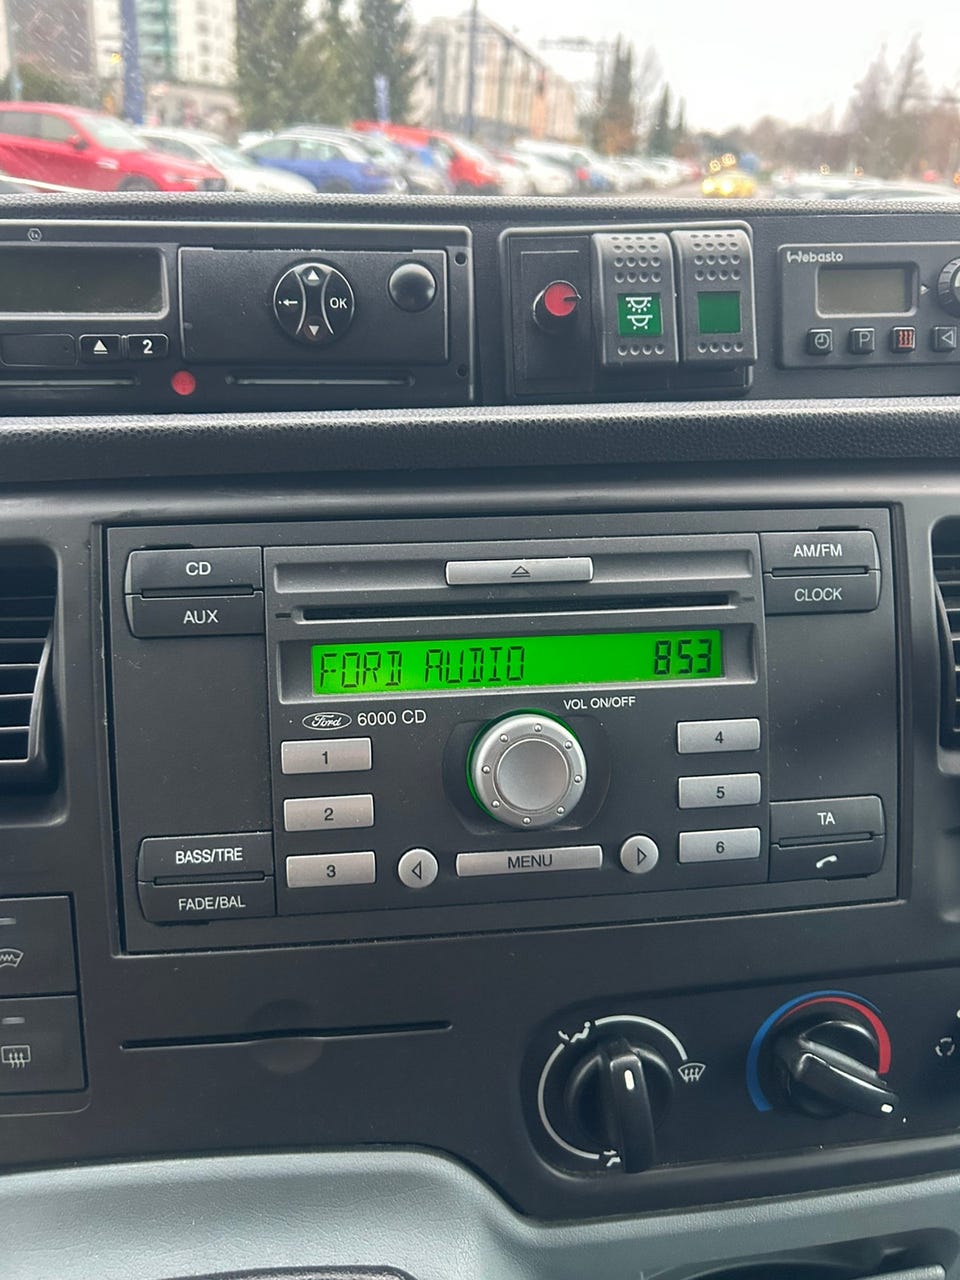 Webasto
OK
2
P
CD
AUX
AM/FM
CLOCK
FORD AUDIO 853
Ford 6000 CD
VOL ON/OFF
1
2
3
4
5
6
MENU
BASS/TRE
FADE/BAL
TA